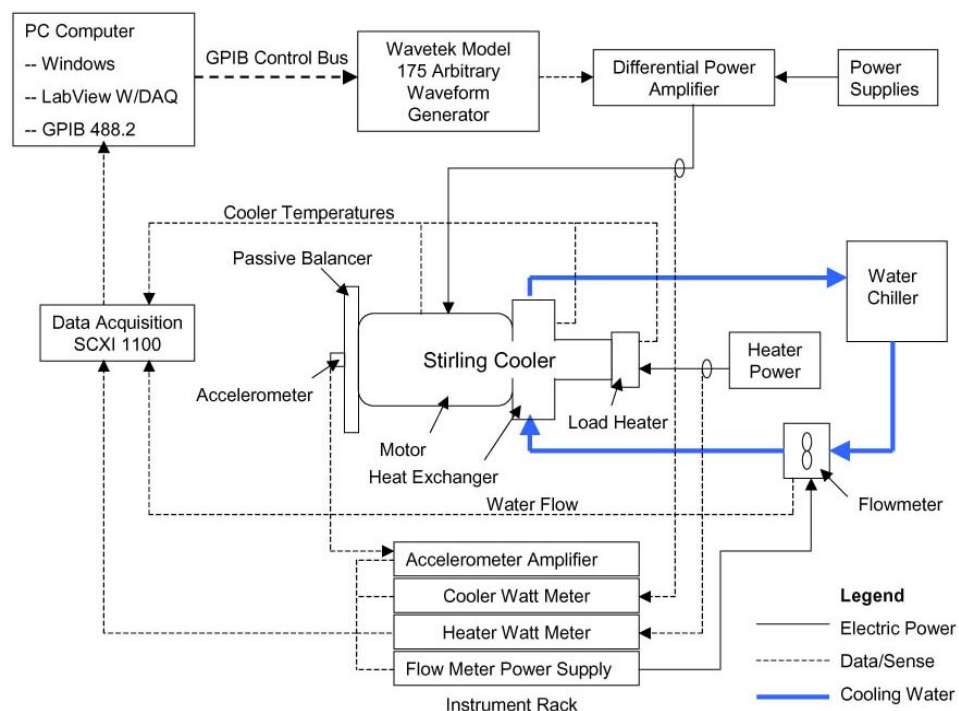 PC Computer
-- Windows
-- LabView W/DAQ
-- GPIB 488.2
GPIB Control Bus
Wavetek Model
175 Arbitrary
Waveform
Generator
Differential Power
Amplifier
Power
Supplies
Cooler Temperatures
Passive Balancer
Water
Chiller
Data Acquisition
SCXI 1100
Stirling Cooler
Heater
Power
Accelerometer
Load Heater
Motor
Heat Exchanger
Water Flow
Flowmeter
Accelerometer Amplifier
Cooler Watt Meter
Heater Watt Meter
Flow Meter Power Supply
Instrument Rack
Legend
Electric Power
Data/Sense
Cooling Water